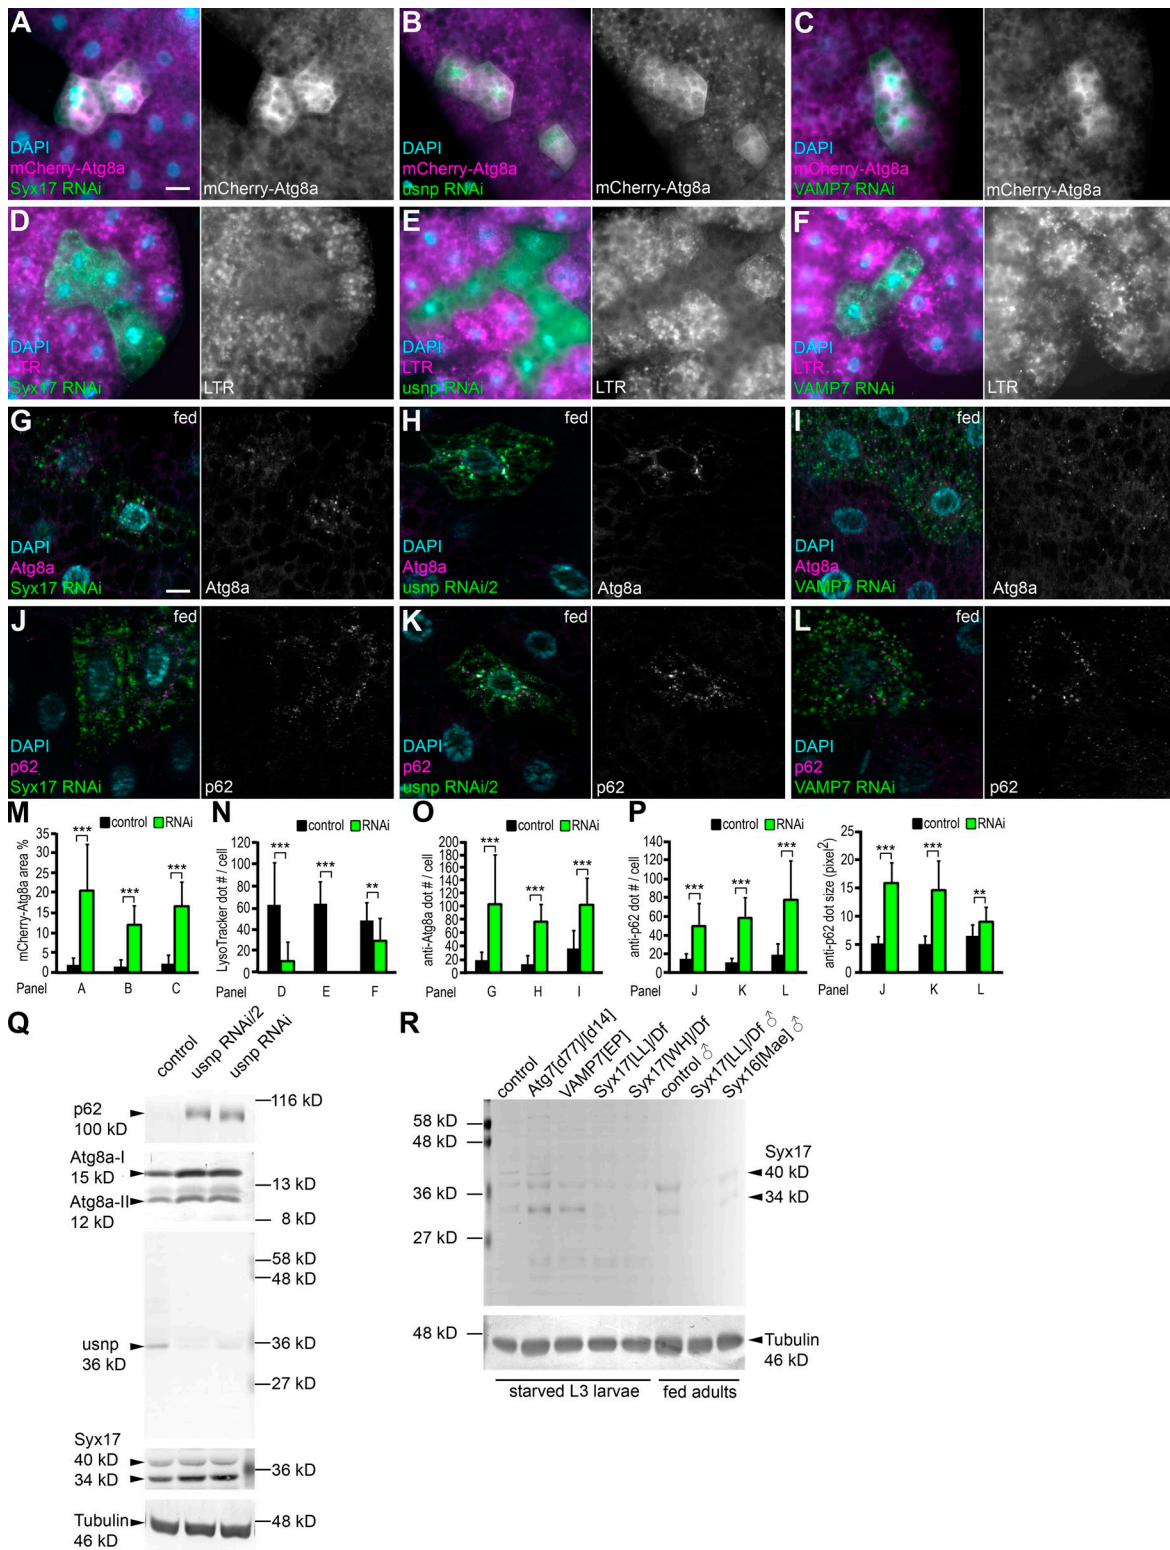 A
DAPI
mCherry-Atg8a
Syx17 RNAi
mCherry-Atg8a
B
DAPI
mCherry-Atg8a
usnp RNAi
mCherry-Atg8a
C
DAPI
mCherry-Atg8a
VAMP7 RNAi
mCherry-Atg8a
D
DAPI
LTR
Syx17 RNAi
LTR
E
DAPI
LTR
usnp RNAi
LTR
F
DAPI
LTR
VAMP7 RNAi
LTR
G
fed
DAPI
Atg8a
Syx17 RNAi
Atg8a
H
fed
DAPI
Atg8a
usnp RNAi/2
Atg8a
I
fed
DAPI
Atg8a
VAMP7 RNAi
Atg8a
J
fed
DAPI
p62
Syx17 RNAi
p62
K
fed
DAPI
p62
usnp RNAi/2
p62
L
fed
DAPI
p62
VAMP7 RNAi
p62
M
control RNAi
mCherry-Atg8a area %
35
30
25
20
15
10
5
0
*** *** ***
Panel A B C
N
control RNAi
LysoTracker dot # / cell
120
100
80
60
40
20
0
*** *** **
Panel D E F
O
control RNAi
anti-Atg8a dot # / cell
200
180
160
140
120
100
80
60
40
20
0
*** *** ***
Panel G H I
P
control RNAi
anti-p62 dot # / cell
140
120
100
80
60
40
20
0
*** *** ***
Panel J K L
control RNAi
anti-p62 dot size (pixel²)
25
20
15
10
5
0
*** *** **
J K L
Q
control
usnp RNAi/2
usnp RNAi
p62
100 kD
116 kD
Atg8a-I
15 kD
Atg8a-II
12 kD
13 kD
8 kD
58 kD
48 kD
usnp
36 kD
36 kD
27 kD
Syx17
40 kD
34 kD
36 kD
Tubulin
46 kD
48 kD
R
control
Atg7[d77]/[d14]
VAMP7[EP]
Syx17[LL]/Df
Syx17[WH]/Df
control ♂
Syx17[LL]/Df ♂
Syx16[Mae] ♂
58 kD
48 kD
36 kD
27 kD
Syx17
40 kD
34 kD
48 kD
Tubulin
46 kD
starved L3 larvae
fed adults